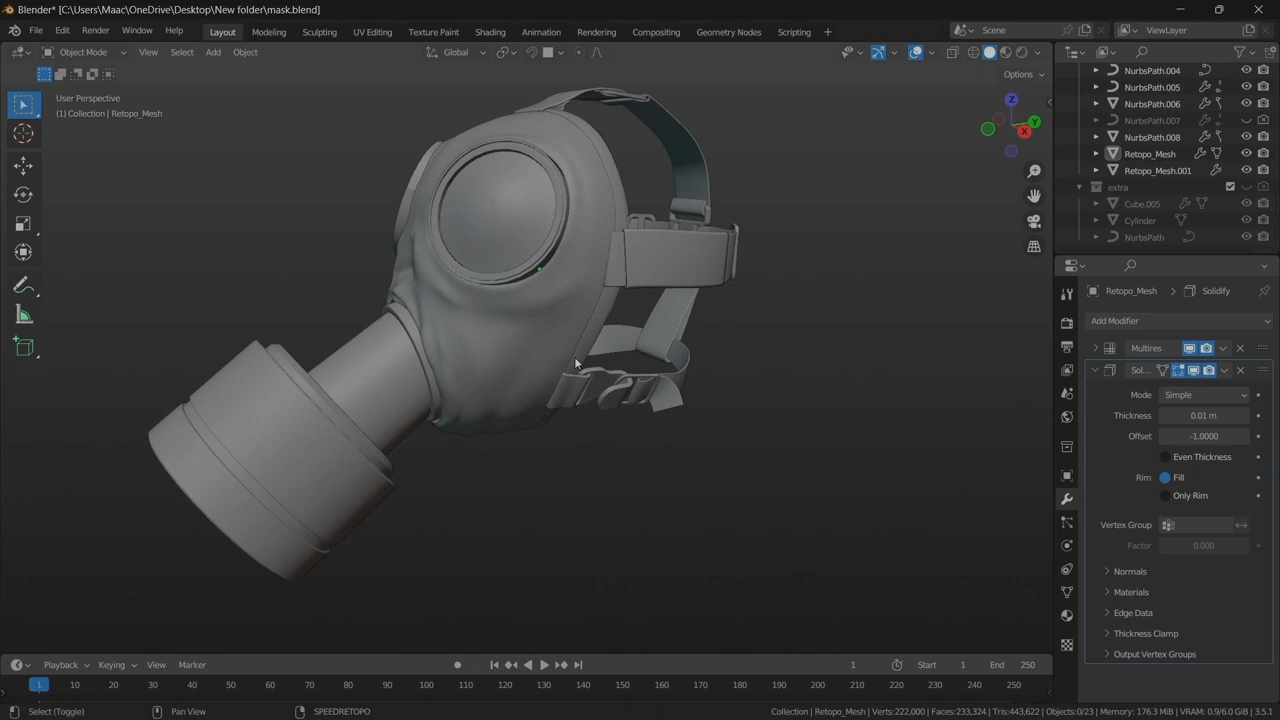 Blender* [C:\Users\Maac\OneDrive\Desktop\New folder\mask.blend]
File Edit Render Window Help Layout Modeling Sculpting UV Editing Texture Paint Shading Animation Rendering Compositing Geometry Nodes Scripting + Scene ViewLayer
Object Mode View Select Add Object Global
Options
User Perspective
(1) Collection | Retopo_Mesh
Z
Y
X
NurbsPath.004
NurbsPath.005
NurbsPath.006
NurbsPath.007
NurbsPath.008
Retopo_Mesh
Retopo_Mesh.001
extra
Cube.005
Cylinder
NurbsPath
Retopo_Mesh > Solidify
Add Modifier
Multires
Sol...
Mode Simple
Thickness 0.01 m
Offset -1.0000
Even Thickness
Rim Fill
Only Rim
Vertex Group
Factor 0.000
Normals
Materials
Edge Data
Thickness Clamp
Output Vertex Groups
Playback Keying View Marker 1 Start 1 End 250
1 10 20 30 40 50 60 70 80 90 100 110 120 130 140 150 160 170 180 190 200 210 220 230 240 250
Select (Toggle) Pan View SPEEDRETOPO Collection | Retopo_Mesh | Verts:222,000 | Faces:233,324 | Tris:443,622 | Objects:0/23 | Memory: 176.3 MiB | VRAM: 0.9/6.0 GiB | 3.5.1